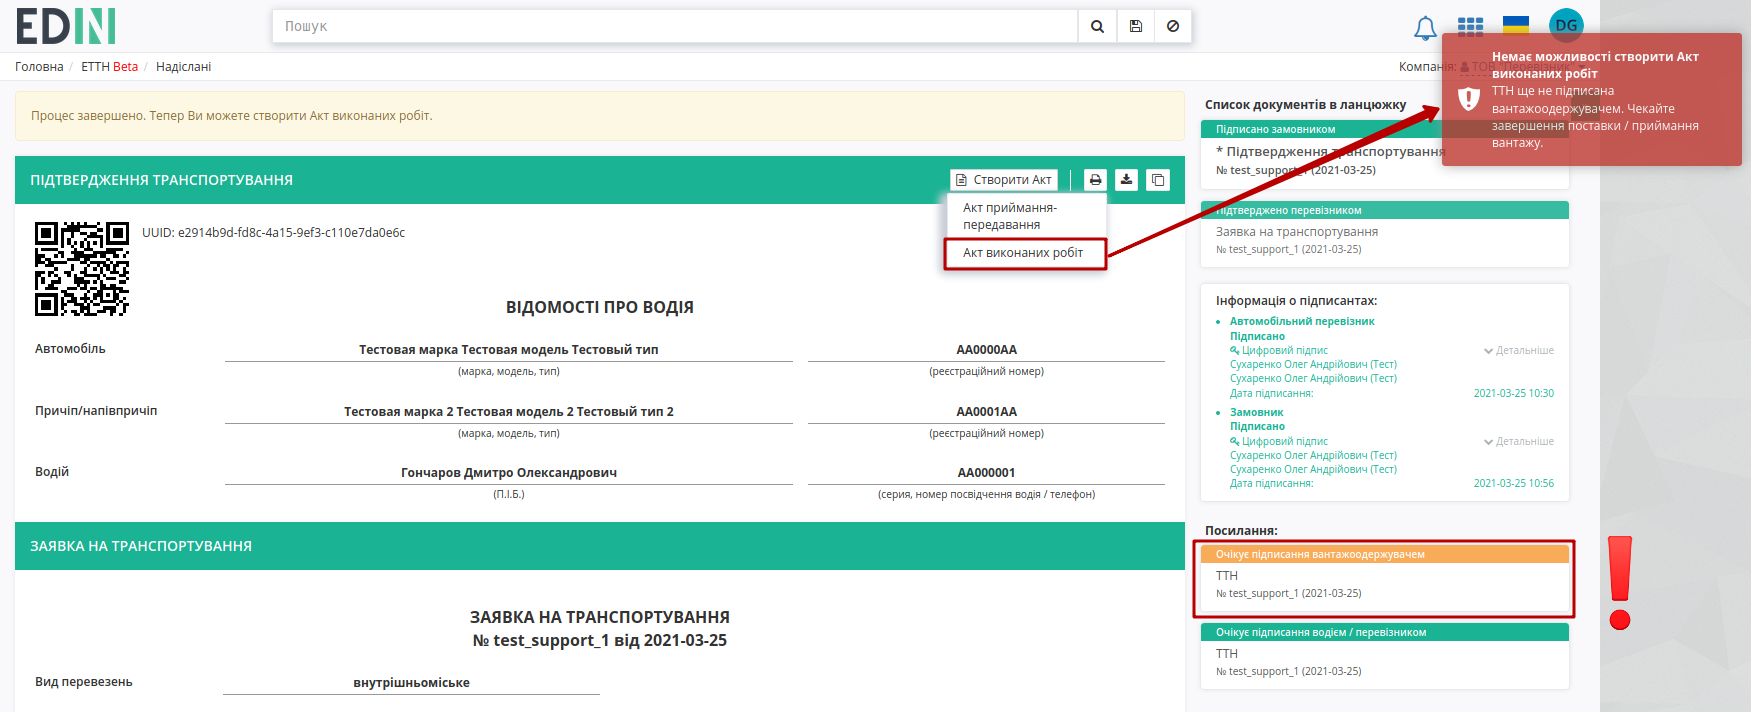 EDIN
Пошук
DG
Головна / ЕТТН Beta / Надіслані
Компанія: ТОВ "Перевізник"
Немає можливості створити Акт
виконаних робіт
ТТН ще не підписана
вантажоодержувачем. Чекайте
завершення поставки / приймання
вантажу.
Процес завершено. Тепер Ви можете створити Акт виконаних робіт.
ПІДТВЕРДЖЕННЯ ТРАНСПОРТУВАННЯ
Створити Акт
Акт приймання-
передавання
Акт виконаних робіт
UUID: e2914b9d-fd8c-4a15-9ef3-c110e7da0e6c
ВІДОМОСТІ ПРО ВОДІЯ
Автомобіль
Тестовая марка Тестовая модель Тестовый тип
АА0000АА
(марка, модель, тип)
(реєстраційний номер)
Причіп/напівпричіп
Тестовая марка 2 Тестовая модель 2 Тестовый тип 2
АА0001АА
(марка, модель, тип)
(реєстраційний номер)
Водій
Гончаров Дмитро Олександрович
АА000001
(П.І.Б.)
(серия, номер посвідчення водія / телефон)
ЗАЯВКА НА ТРАНСПОРТУВАННЯ
ЗАЯВКА НА ТРАНСПОРТУВАННЯ
№ test_support_1 від 2021-03-25
Вид перевезень
внутрішньоміське
Список документів в ланцюжку
Підписано замовником
* Підтвердження транспортування
№ test_support_1 (2021-03-25)
Підтверджено перевізником
Заявка на транспортування
№ test_support_1 (2021-03-25)
Інформація о підписантах:
Автомобільний перевізник
Підписано
Цифровий підпис
Детальніше
Сухаренко Олег Андрійович (Тест)
Сухаренко Олег Андрійович (Тест)
Дата підписання:
2021-03-25 10:30
Замовник
Підписано
Цифровий підпис
Детальніше
Сухаренко Олег Андрійович (Тест)
Сухаренко Олег Андрійович (Тест)
Дата підписання:
2021-03-25 10:56
Посилання:
Очікує підписання вантажоодержувачем
ТТН
№ test_support_1 (2021-03-25)
Очікує підписання водієм / перевізником
ТТН
№ test_support_1 (2021-03-25)